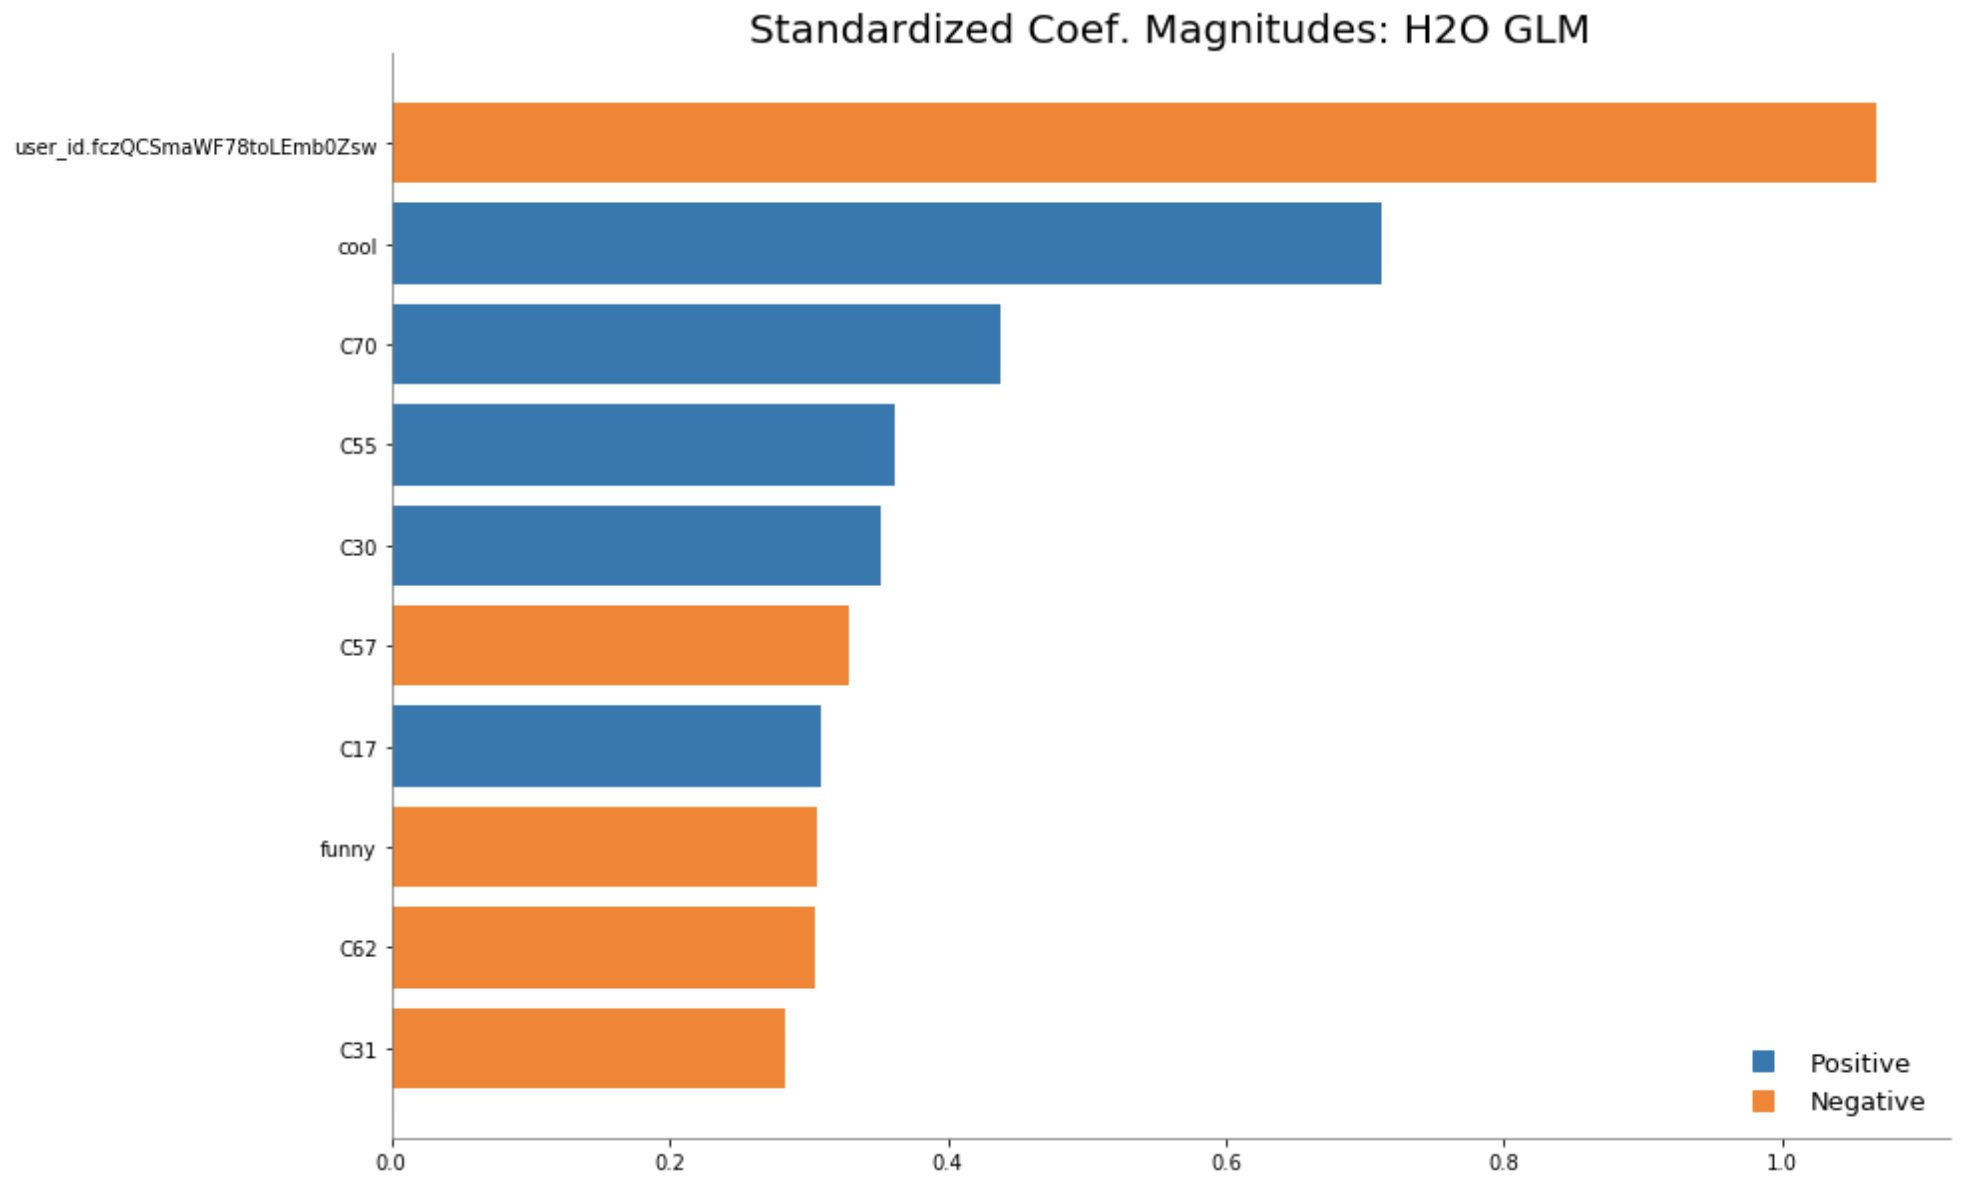 Standardized Coef. Magnitudes: H2O GLM
user_id.fczQCSmaWF78toLEmb0Zsw
cool
C70
C55
C30
C57
C17
funny
C62
C31
Positive
Negative
0.0 0.2 0.4 0.6 0.8 1.0